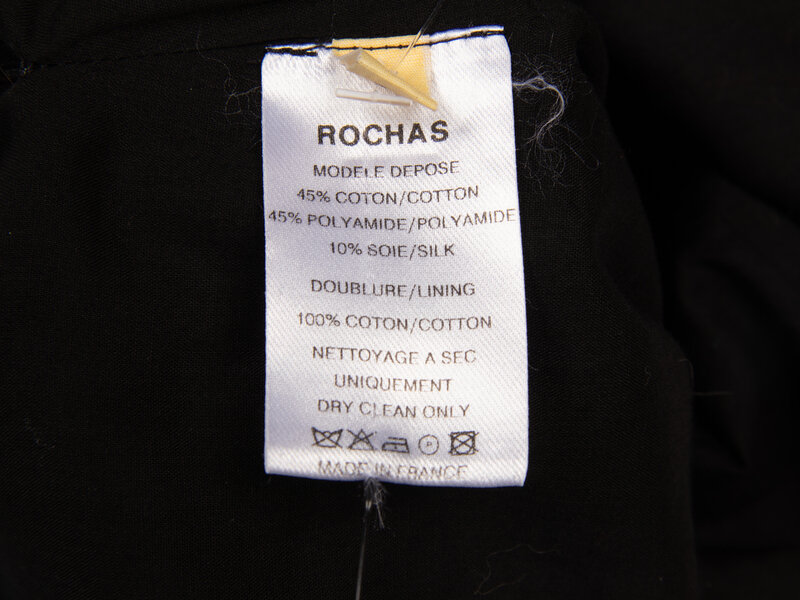 ROCHAS
MODELE DEPOSE
45% COTON/COTTON
45% POLYAMIDE/POLYAMIDE
10% SOIE/SILK
DOUBLURE/LINING
100% COTON/COTTON
NETTOYAGE A SEC
UNIQUEMENT
DRY CLEAN ONLY
MADE IN FRANCE